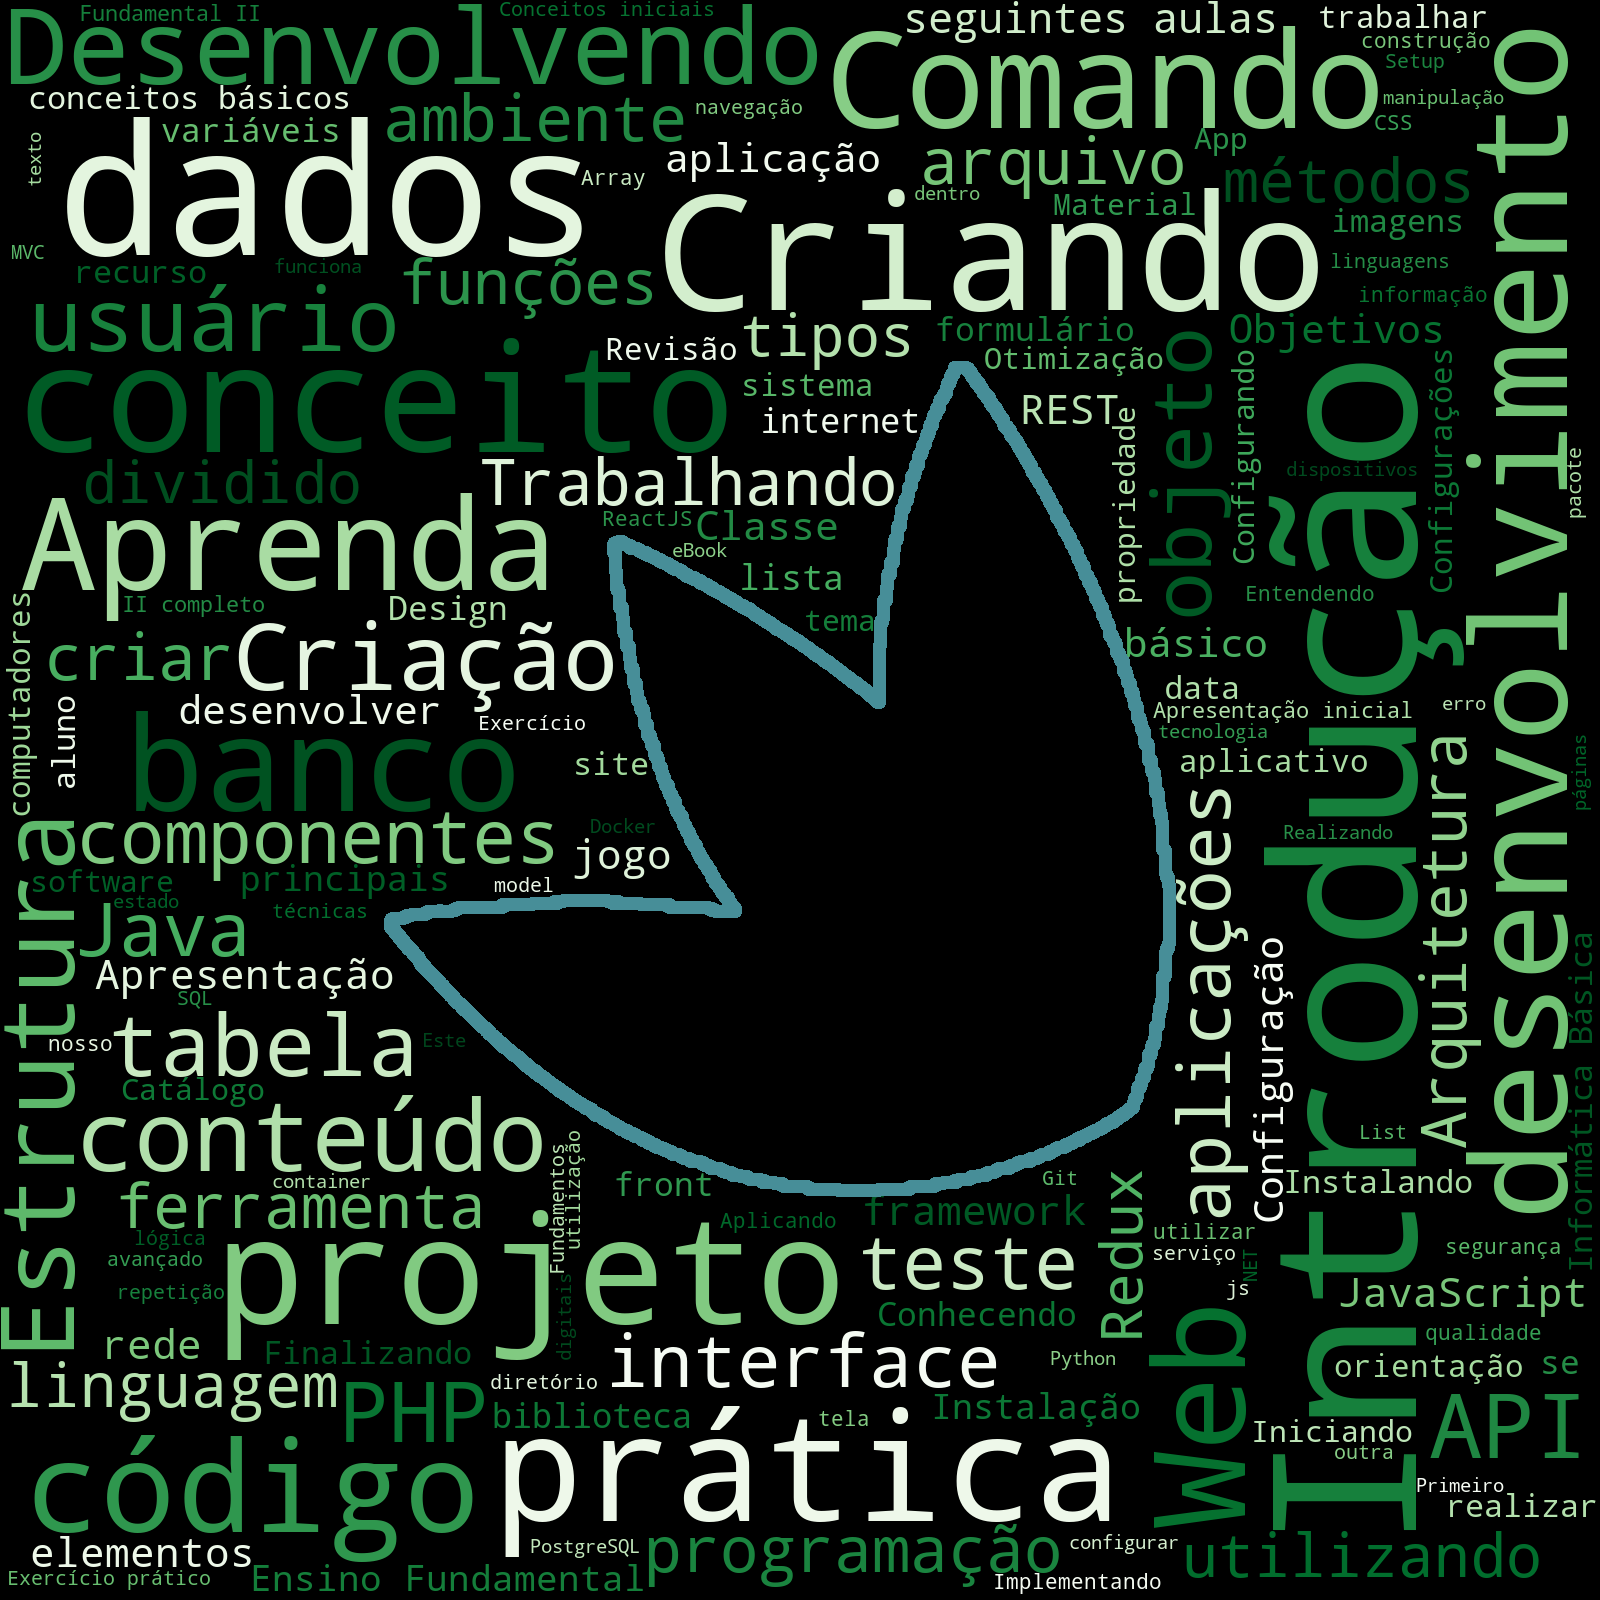 Fundamental II
Conceitos iniciais
Desenvolvendo
seguintes aulas
trabalhar
construção
Comando
Setup
conceitos básicos
ambiente
navegação
manipulação
CSS
variáveis
texto
dados
Array
aplicação
arquivo
App
métodos
dentro
Material
imagens
Criando
desenvolvimento
MVC
recurso
funciona
funções
linguagens
informação
usuário
Revisão
tipos
formulário
Objetivos
Otimização
objeto
Configurando
Configurações
conceito
sistema
internet
REST
propriedade
dividido
Trabalhando
dispositivos
pacote
Introdução
Aprenda
ReactJS
Classe
eBook
lista
II completo
Design
tema
Entendendo
computadores
criar
Criação
básico
aluno
desenvolver
Exercício
data
Apresentação inicial
erro
tecnologia
banco
site
aplicativo
páginas
Arquitetura
aplicações
Estrutura
componentes
Docker
jogo
Realizando
software
principais
model
estado
técnicas
Java
Apresentação
Configuração
Informática Básica
SQL
nosso
tabela
Este
Catálogo
conteúdo
List
container
Fundamentos
utilização
front
Git
Instalando
ferramenta
Aplicando
framework
Redux
utilizar
lógica
avançado
serviço
segurança
NET
repetição
projeto
teste
js
JavaScript
digitais
Conhecendo
rede
Finalizando
interface
Python
Web
qualidade
orientação
se
linguagem
PHP
diretório
biblioteca
tela
Instalação
API
Iniciando
outra
código
prática
Primeiro
realizar
elementos
PostgreSQL
programação
configurar
utilizando
Exercício prático
Ensino Fundamental
Implementando